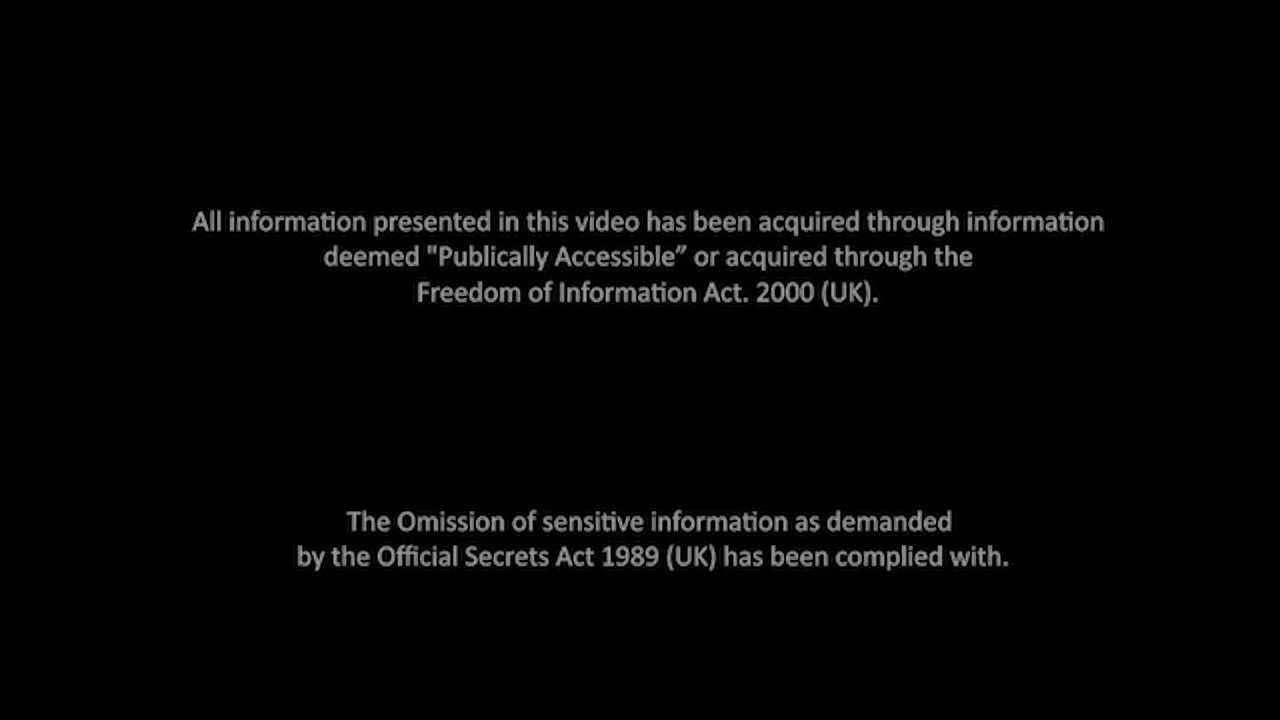 All information presented in this video has been acquired through information
deemed "Publically Accessible” or acquired through the
Freedom of Information Act. 2000 (UK).
The Omission of sensitive information as demanded
by the Official Secrets Act 1989 (UK) has been complied with.